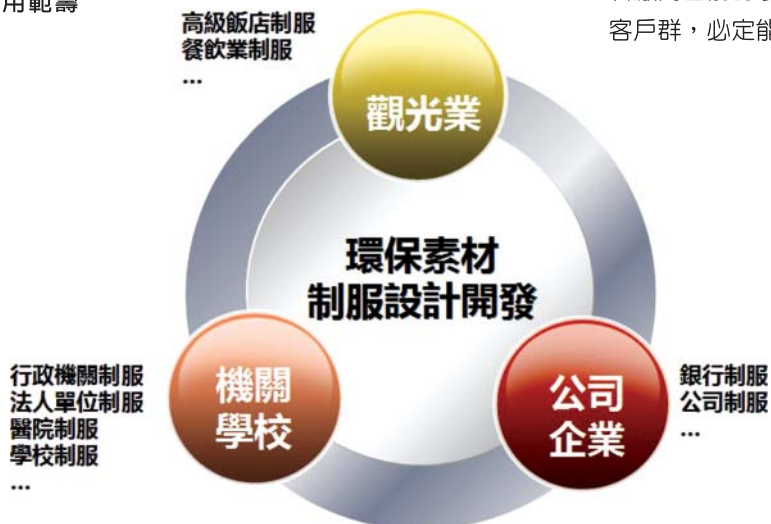 用範疇
客戶群，必定能
高級飯店制服
餐飲業制服
...
觀光業
環保素材
制服設計開發
行政機關制服
法人單位制服
醫院制服
學校制服
...
機關
學校
公司
企業
銀行制服
公司制服
...